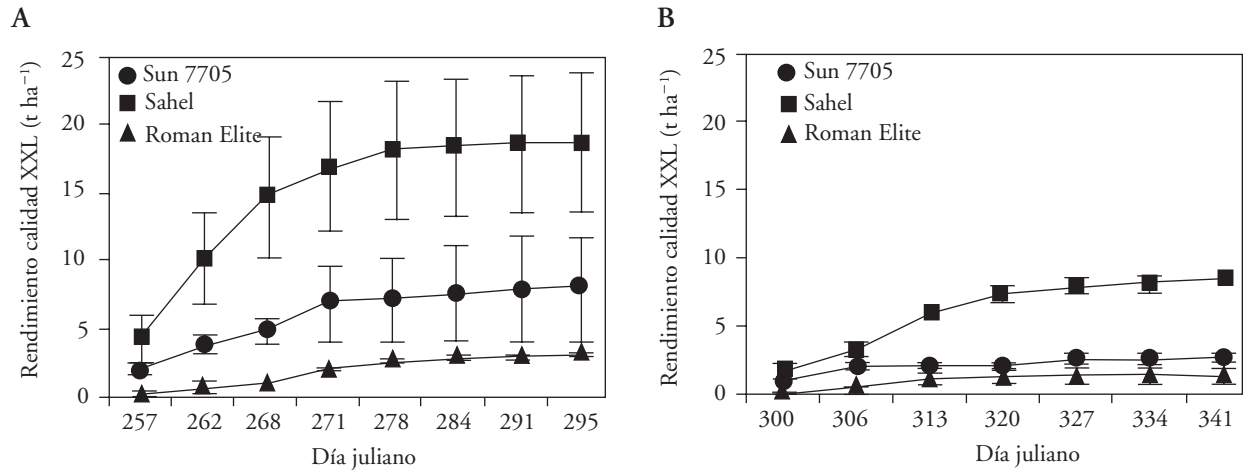 A
Rendimiento calidad XXL (t ha⁻¹)
25
20
15
10
5
0
Sun 7705
Sahel
Roman Elite
257 262 268 271 278 284 291 295
Día juliano
B
Rendimiento calidad XXL (t ha⁻¹)
25
20
15
10
5
0
Sun 7705
Sahel
Roman Elite
300 306 313 320 327 334 341
Día juliano